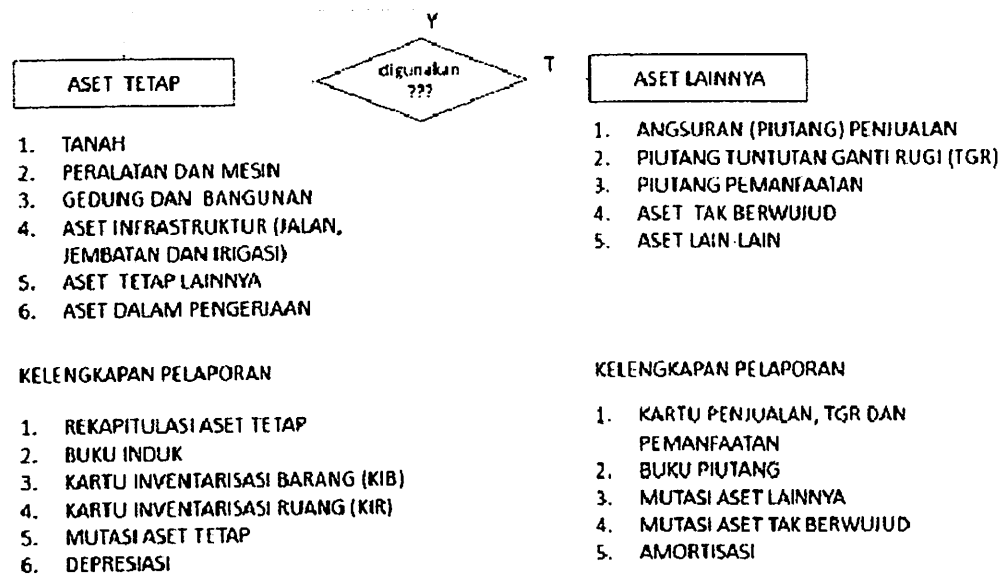 Y
ASET TETAP
digunakan
???
T
ASET LAINNYA
1. TANAH
2. PERALATAN DAN MESIN
3. GEDUNG DAN BANGUNAN
4. ASET INFRASTRUKTUR (JALAN,
JEMBATAN DAN IRIGASI)
5. ASET TETAP LAINNYA
6. ASET DALAM PENGERJAAN
1. ANGSURAN (PIUTANG) PENJUALAN
2. PIUTANG TUNTUTAN GANTI RUGI (TGR)
3. PIUTANG PEMANFAATAN
4. ASET TAK BERWUJUD
5. ASET LAIN-LAIN
KELENGKAPAN PELAPORAN
1. REKAPITULASI ASET TETAP
2. BUKU INDUK
3. KARTU INVENTARISASI BARANG (KIB)
4. KARTU INVENTARISASI RUANG (KIR)
5. MUTASI ASET TETAP
6. DEPRESIASI
KELENGKAPAN PELAPORAN
1. KARTU PENJUALAN, TGR DAN
PEMANFAATAN
2. BUKU PIUTANG
3. MUTASI ASET LAINNYA
4. MUTASI ASET TAK BERWUJUD
5. AMORTISASI